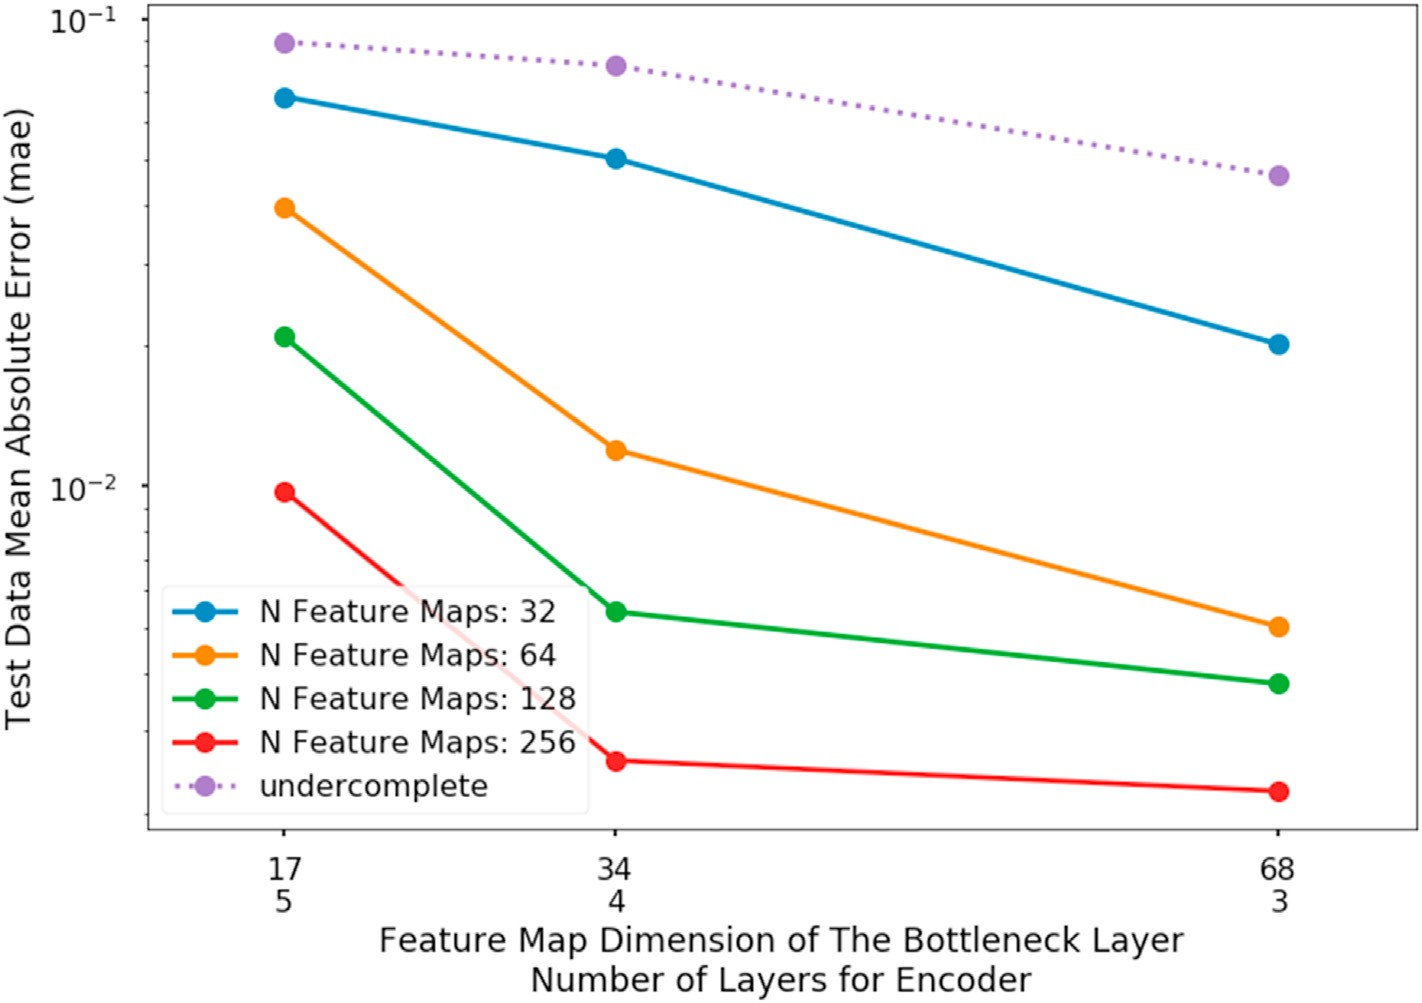 10⁻¹
10⁻²
Test Data Mean Absolute Error (mae)
N Feature Maps: 32
N Feature Maps: 64
N Feature Maps: 128
N Feature Maps: 256
undercomplete
17 34 68
5 4 3
Feature Map Dimension of The Bottleneck Layer
Number of Layers for Encoder